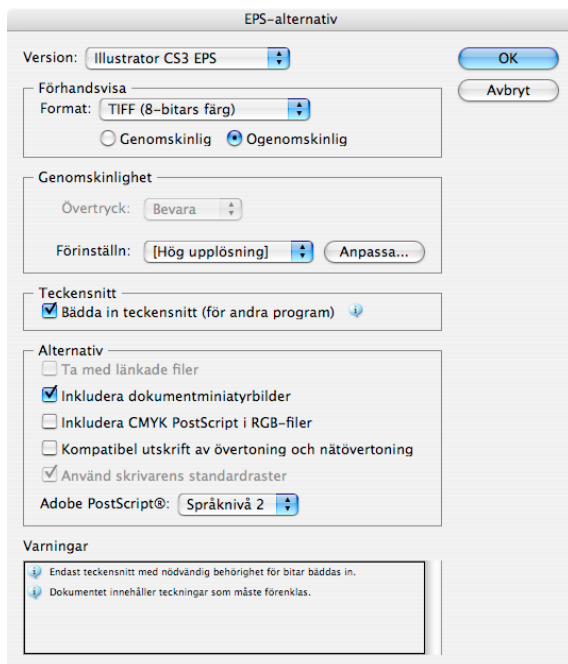 EPS-alternativ
Version: Illustrator CS3 EPS
OK
Avbryt
Förhandsvisa
Format: TIFF (8-bitars färg)
Genomskinlig Ogenomskinlig
Genomskinlighet
Övertryck: Bevara
Förinställn: [Hög upplösning] Anpassa...
Teckensnitt
Bädda in teckensnitt (för andra program)
Alternativ
Ta med länkade filer
Inkludera dokumentminiatyrbilder
Inkludera CMYK PostScript i RGB-filer
Kompatibel utskrift av övertoning och nätövertoning
Använd skrivarens standardraster
Adobe PostScript®: Språknivå 2
Varningar
Endast teckensnitt med nödvändig behörighet för bitar bäddas in.
Dokumentet innehåller teckningar som måste förenklas.